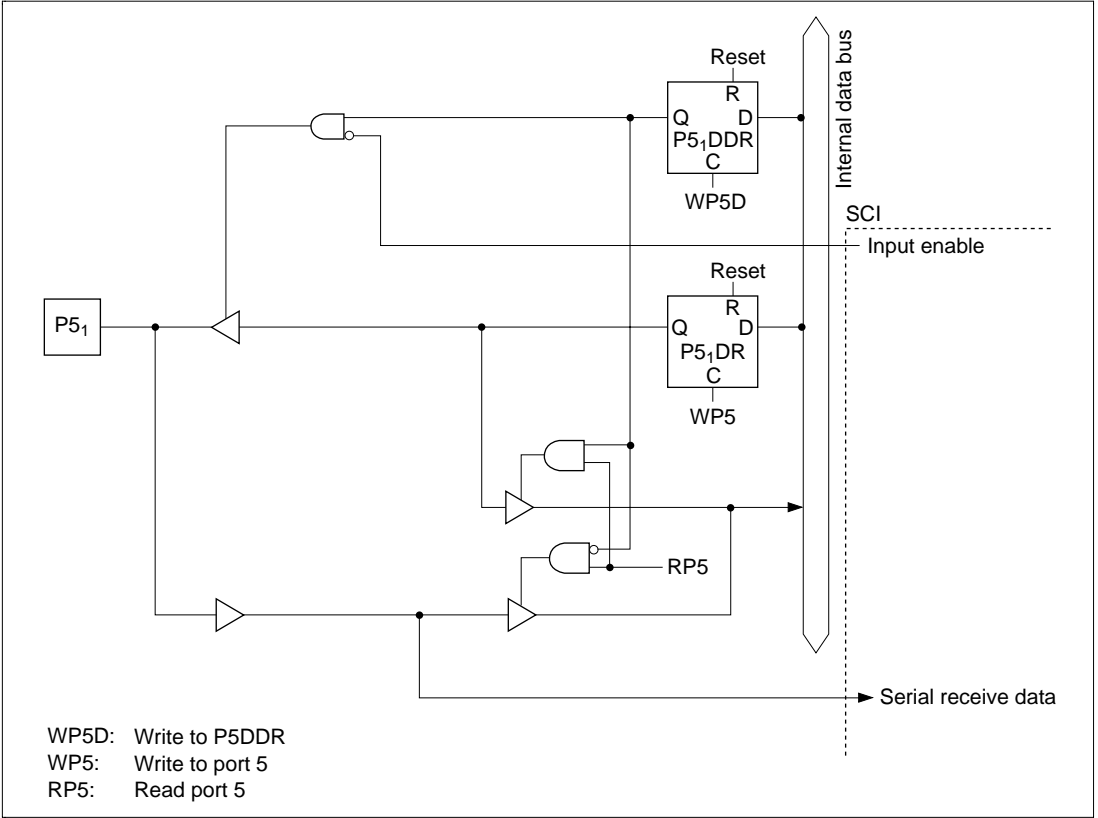 Reset
R
Q D
P5₁DDR
C
WP5D
Internal data bus
SCI
Input enable
Reset
R
P5₁
Q D
P5₁DR
C
WP5
RP5
Serial receive data
WP5D: Write to P5DDR
WP5: Write to port 5
RP5: Read port 5